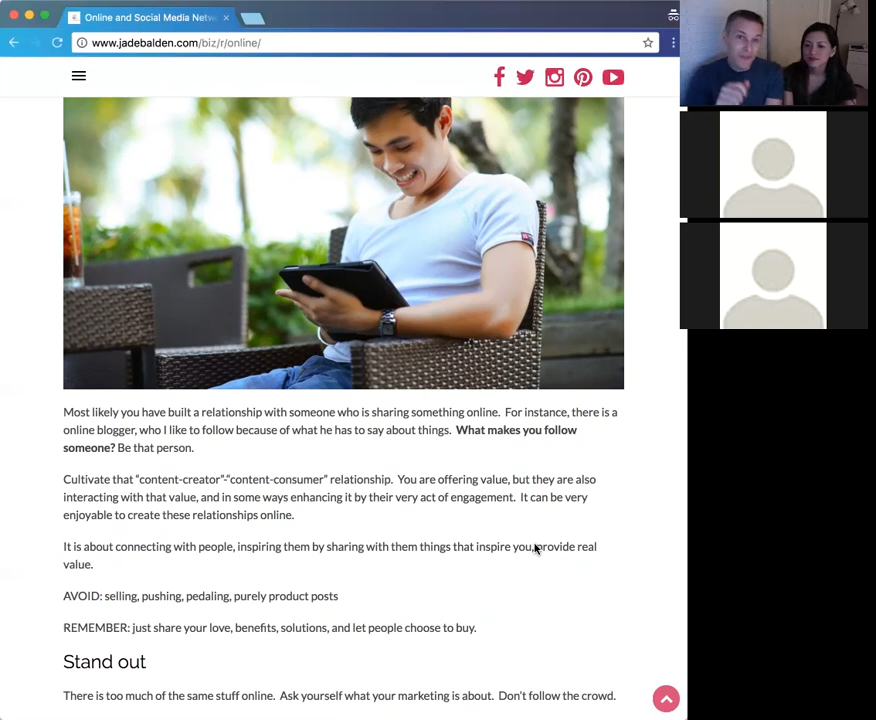 Online and Social Media Netw
www.jadebalden.com/biz/r/online/
Most likely you have built a relationship with someone who is sharing something online. For instance, there is a
online blogger, who I like to follow because of what he has to say about things. What makes you follow
someone? Be that person.
Cultivate that “content-creator”-“content-consumer” relationship. You are offering value, but they are also
interacting with that value, and in some ways enhancing it by their very act of engagement. It can be very
enjoyable to create these relationships online.
It is about connecting with people, inspiring them by sharing with them things that inspire you, provide real
value.
AVOID: selling, pushing, pedaling, purely product posts
REMEMBER: just share your love, benefits, solutions, and let people choose to buy.
Stand out
There is too much of the same stuff online. Ask yourself what your marketing is about. Don’t follow the crowd.